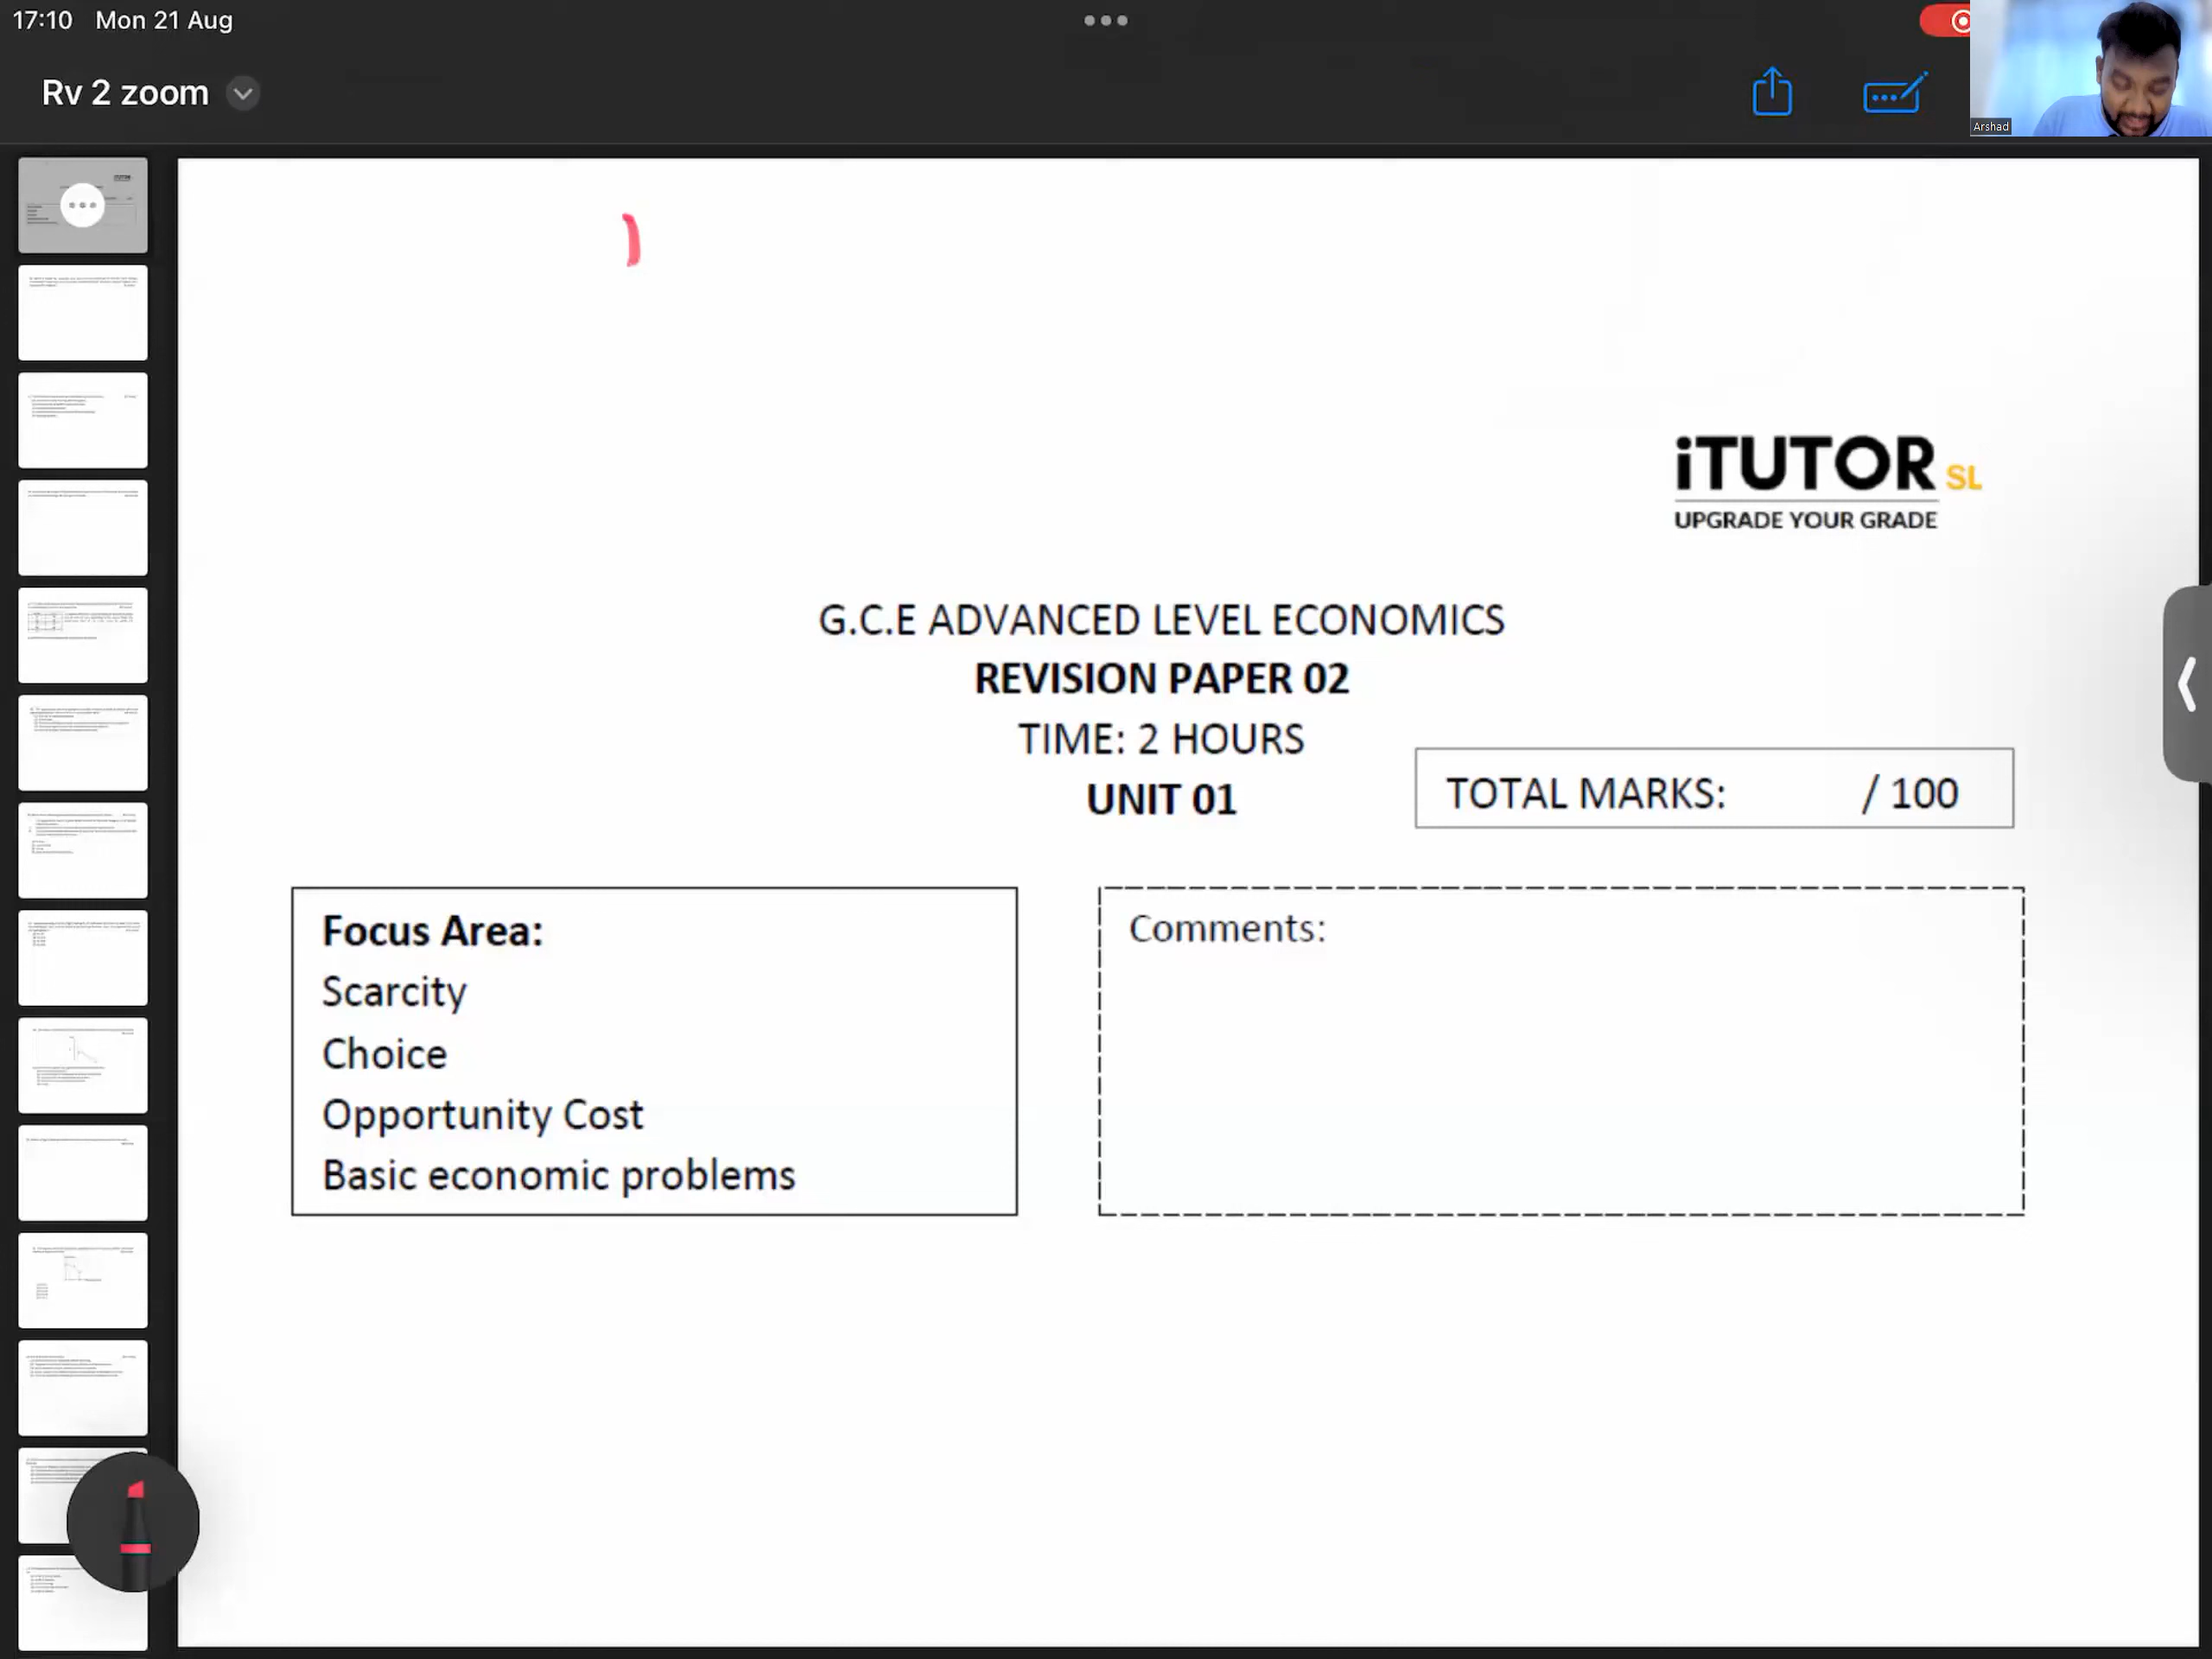 17:10 Mon 21 Aug
Rv 2 zoom
Arshad
iTUTOR SL
UPGRADE YOUR GRADE
G.C.E ADVANCED LEVEL ECONOMICS
REVISION PAPER 02
TIME: 2 HOURS
UNIT 01
TOTAL MARKS: / 100
Focus Area:
Scarcity
Choice
Opportunity Cost
Basic economic problems
Comments: